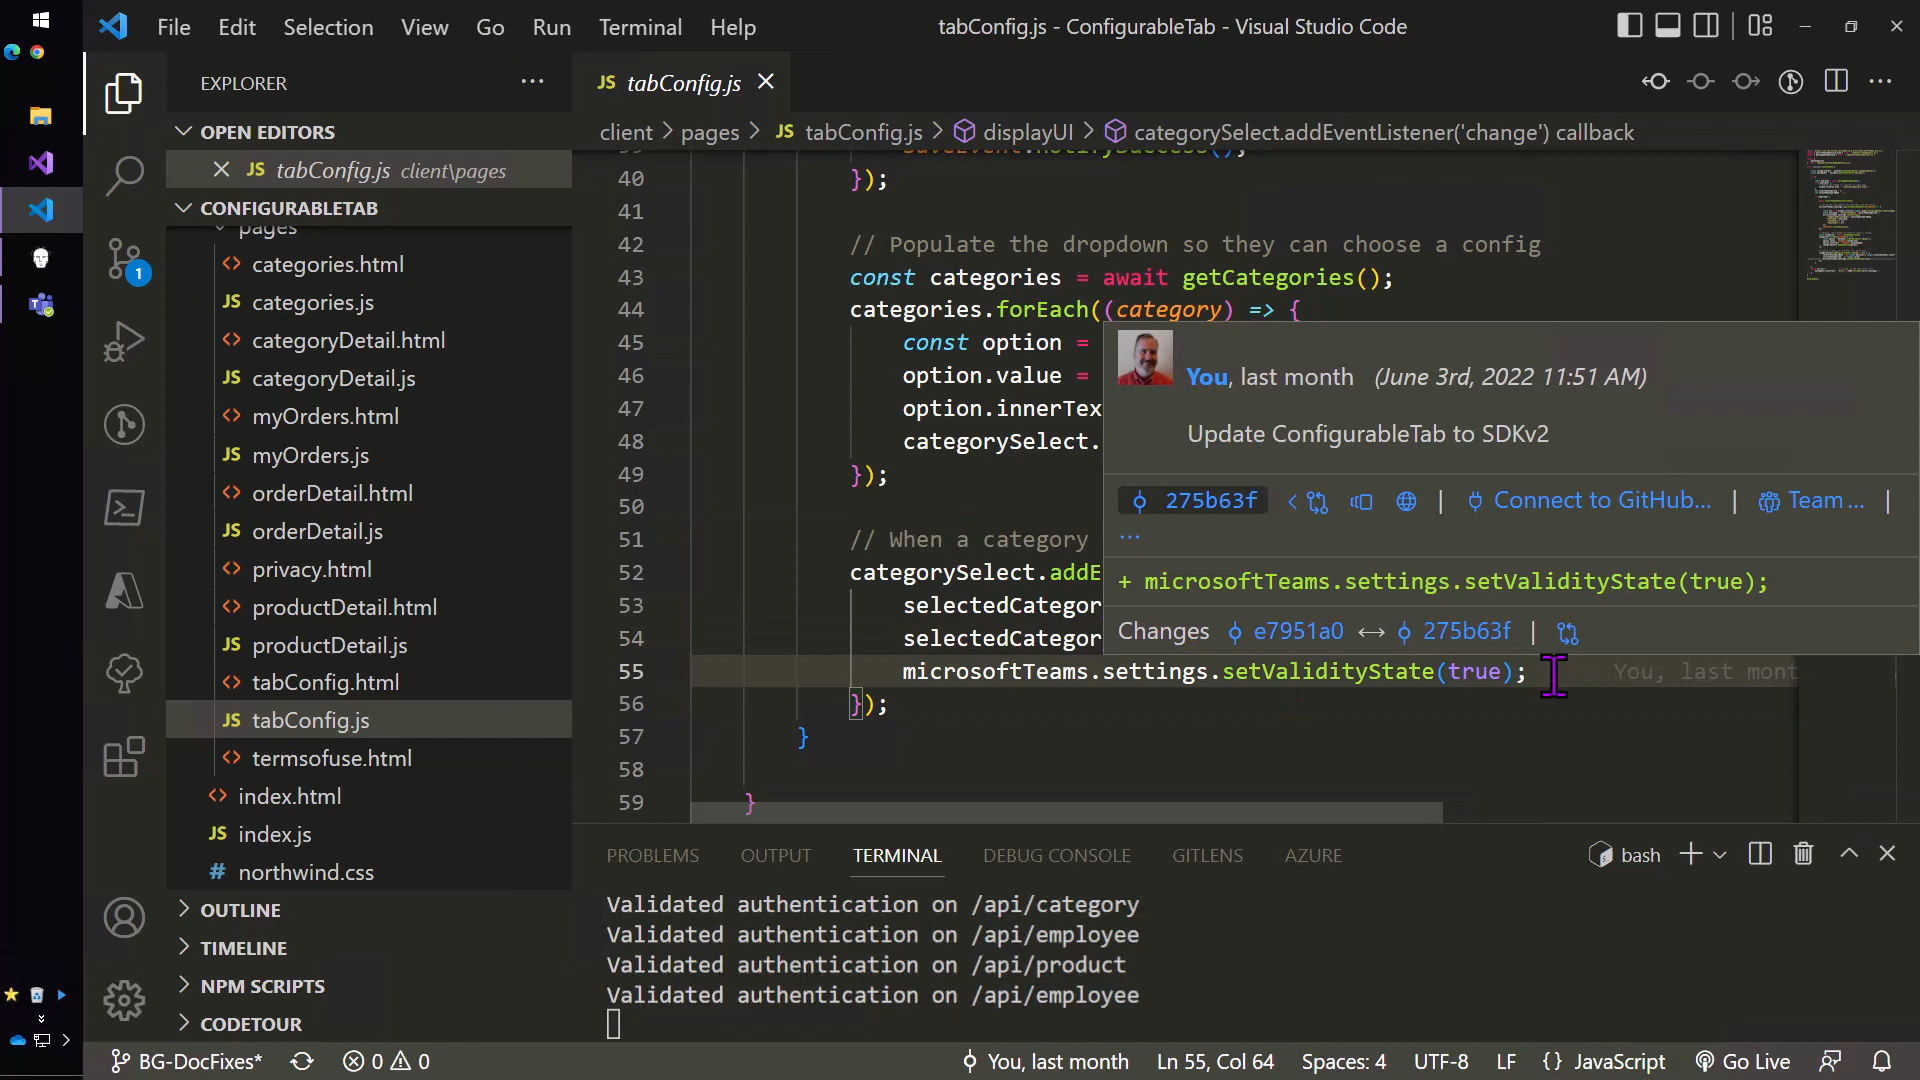 File Edit Selection View Go Run Terminal Help
tabConfig.js - ConfigurableTab - Visual Studio Code
EXPLORER
OPEN EDITORS
JS tabConfig.js client\pages
CONFIGURABLETAB
pages
<> categories.html
JS categories.js
<> categoryDetail.html
JS categoryDetail.js
<> myOrders.html
JS myOrders.js
<> orderDetail.html
JS orderDetail.js
<> privacy.html
<> productDetail.html
JS productDetail.js
<> tabConfig.html
JS tabConfig.js
<> termsofuse.html
<> index.html
JS index.js
# northwind.css
OUTLINE
TIMELINE
NPM SCRIPTS
CODETOUR
1
JS tabConfig.js
client > pages > JS tabConfig.js > displayUI > categorySelect.addEventListener('change') callback
39 saveEvent.notifySuccess();
40 });
41
42 // Populate the dropdown so they can choose a config
43 const categories = await getCategories();
44 categories.forEach((category) => {
45 const option =
46 option.value =
47 option.innerTex
48 categorySelect.
49 });
50
51 // When a category
52 categorySelect.addE
53 selectedCategor
54 selectedCategor
55 microsoftTeams.settings.setValidityState(true); You, last mont
56 });
57 }
58
59 }
You, last month (June 3rd, 2022 11:51 AM)
Update ConfigurableTab to SDKv2
275b63f | Connect to GitHub... | Team ... |
...
+ microsoftTeams.settings.setValidityState(true);
Changes e7951a0 ↔ 275b63f |
PROBLEMS OUTPUT TERMINAL DEBUG CONSOLE GITLENS AZURE
bash
Validated authentication on /api/category
Validated authentication on /api/employee
Validated authentication on /api/product
Validated authentication on /api/employee
BG-DocFixes* 0 0 You, last month Ln 55, Col 64 Spaces: 4 UTF-8 LF {} JavaScript Go Live